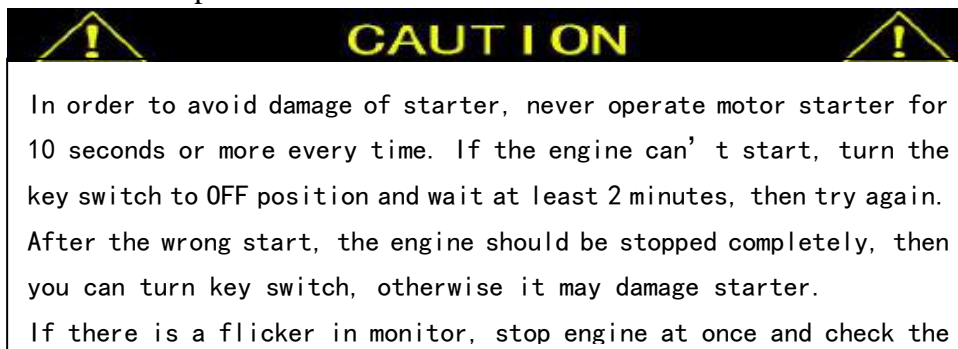 CAUTION
In order to avoid damage of starter, never operate motor starter for
10 seconds or more every time. If the engine can't start, turn the
key switch to OFF position and wait at least 2 minutes, then try again.
After the wrong start, the engine should be stopped completely, then
you can turn key switch, otherwise it may damage starter.
If there is a flicker in monitor, stop engine at once and check the